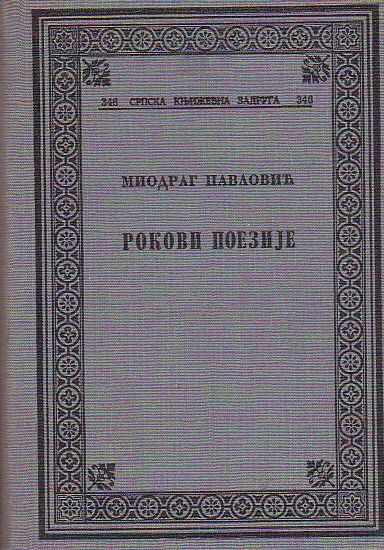 346 СРПСКА КЊИЖЕВНА ЗАДРУГА 346
МИОДРАГ ПАВЛОВИЋ
РОКОВИ ПОЕЗИЈЕ